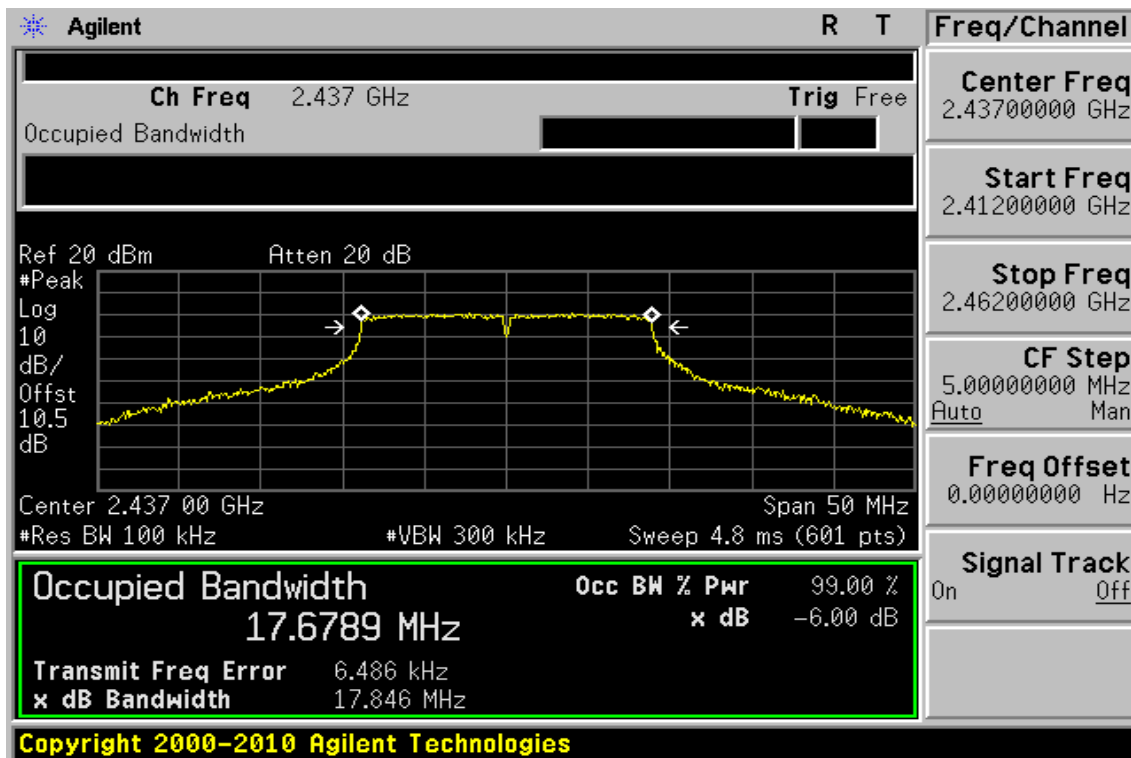 Agilent R T Freq/Channel
Ch Freq 2.437 GHz Trig Free
Occupied Bandwidth
Center Freq
2.43700000 GHz
Start Freq
2.41200000 GHz
Stop Freq
2.46200000 GHz
CF Step
5.00000000 MHz
Auto Man
Freq Offset
0.00000000 Hz
Signal Track
On Off
Ref 20 dBm Atten 20 dB
#Peak
Log
10
dB/
Offst
10.5
dB
Center 2.437 00 GHz Span 50 MHz
#Res BW 100 kHz #VBW 300 kHz Sweep 4.8 ms (601 pts)
Occupied Bandwidth Occ BW % Pwr 99.00 %
17.6789 MHz x dB -6.00 dB
Transmit Freq Error 6.486 kHz
x dB Bandwidth 17.846 MHz
Copyright 2000-2010 Agilent Technologies